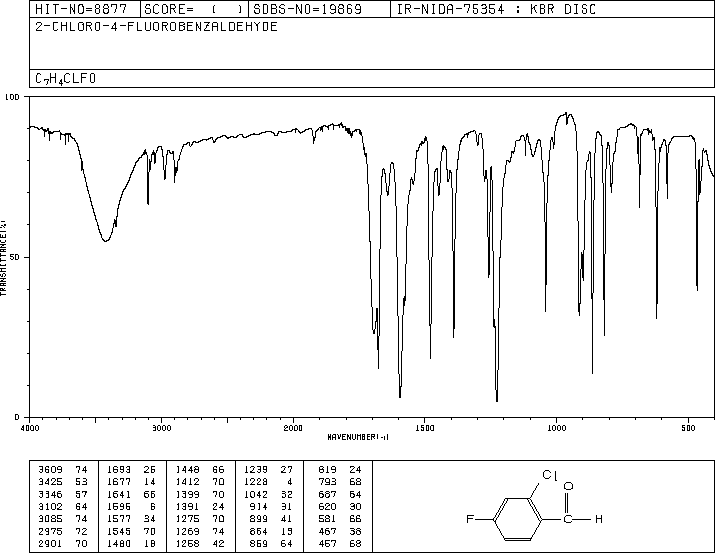 HIT-NO=8877 SCORE= ( ) SDBS-NO=19869 IR-NIDA-75354 : KBR DISC
2-CHLORO-4-FLUOROBENZALDEHYDE
C7H4CLFO
100
50
0
TRANSMITTANCE(%)
4000 3000 2000 1500 1000 500
WAVENUMBER(-1)
3609 74 1693 26 1448 66 1239 27 819 24
3425 53 1677 14 1412 70 1228 4 793 68
3346 57 1641 66 1399 70 1042 32 687 64
3102 64 1596 6 1391 24 914 31 620 30
3085 74 1577 34 1275 70 899 41 581 66
2975 72 1545 70 1269 74 864 13 467 38
2901 70 1480 18 1258 42 859 64 457 68
Cl
O
F
C
H